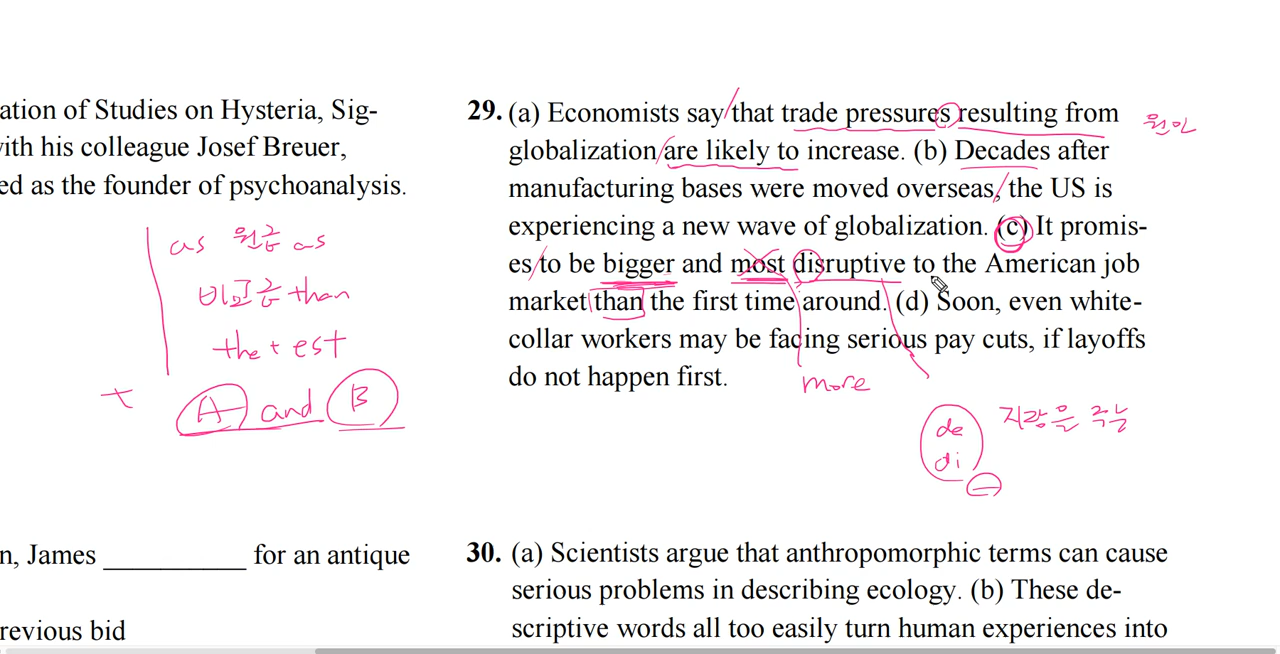 ation of Studies on Hysteria, Sig-
vith his colleague Josef Breuer,
ed as the founder of psychoanalysis.
as 원급 as
비교급 than
the + est
+ A and B
n, James __________ for an antique
revious bid
29. (a) Economists say that trade pressures resulting from
원인
globalization are likely to increase. (b) Decades after
manufacturing bases were moved overseas, the US is
experiencing a new wave of globalization. (c) It promis-
es to be bigger and most disruptive to the American job
market than the first time around. (d) Soon, even white-
collar workers may be facing serious pay cuts, if layoffs
do not happen first.
more
de
di
지장을 주는
30. (a) Scientists argue that anthropomorphic terms can cause
serious problems in describing ecology. (b) These de-
scriptive words all too easily turn human experiences into